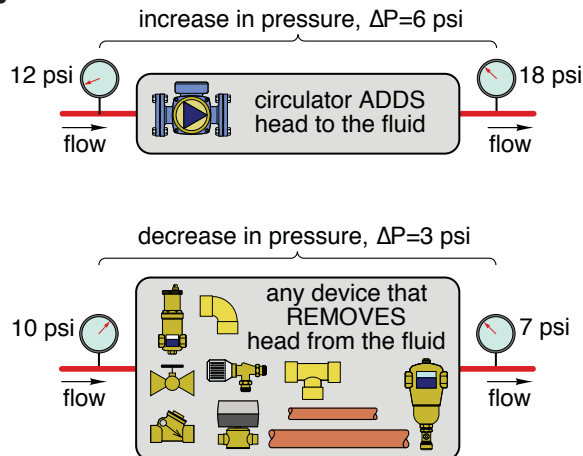 increase in pressure, ΔP=6 psi
12 psi
18 psi
circulator ADDS
head to the fluid
flow
flow
decrease in pressure, ΔP=3 psi
10 psi
7 psi
any device that
REMOVES
head from the fluid
flow
flow